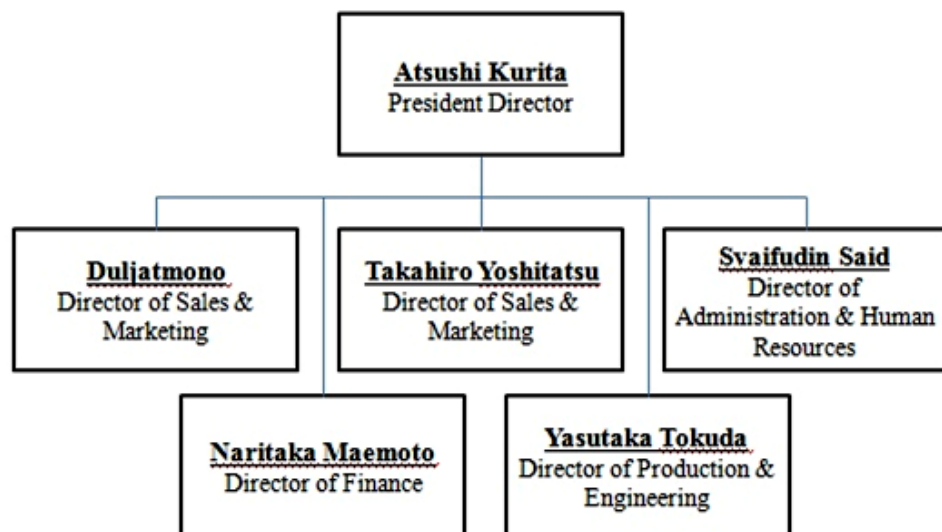 Atsushi Kurita
President Director
Duljatmono
Director of Sales &
Marketing
Takahiro Yoshitatsu
Director of Sales &
Marketing
Svaifudin Said
Director of
Administration & Human
Resources
Naritaka Maemoto
Director of Finance
Yasutaka Tokuda
Director of Production &
Engineering